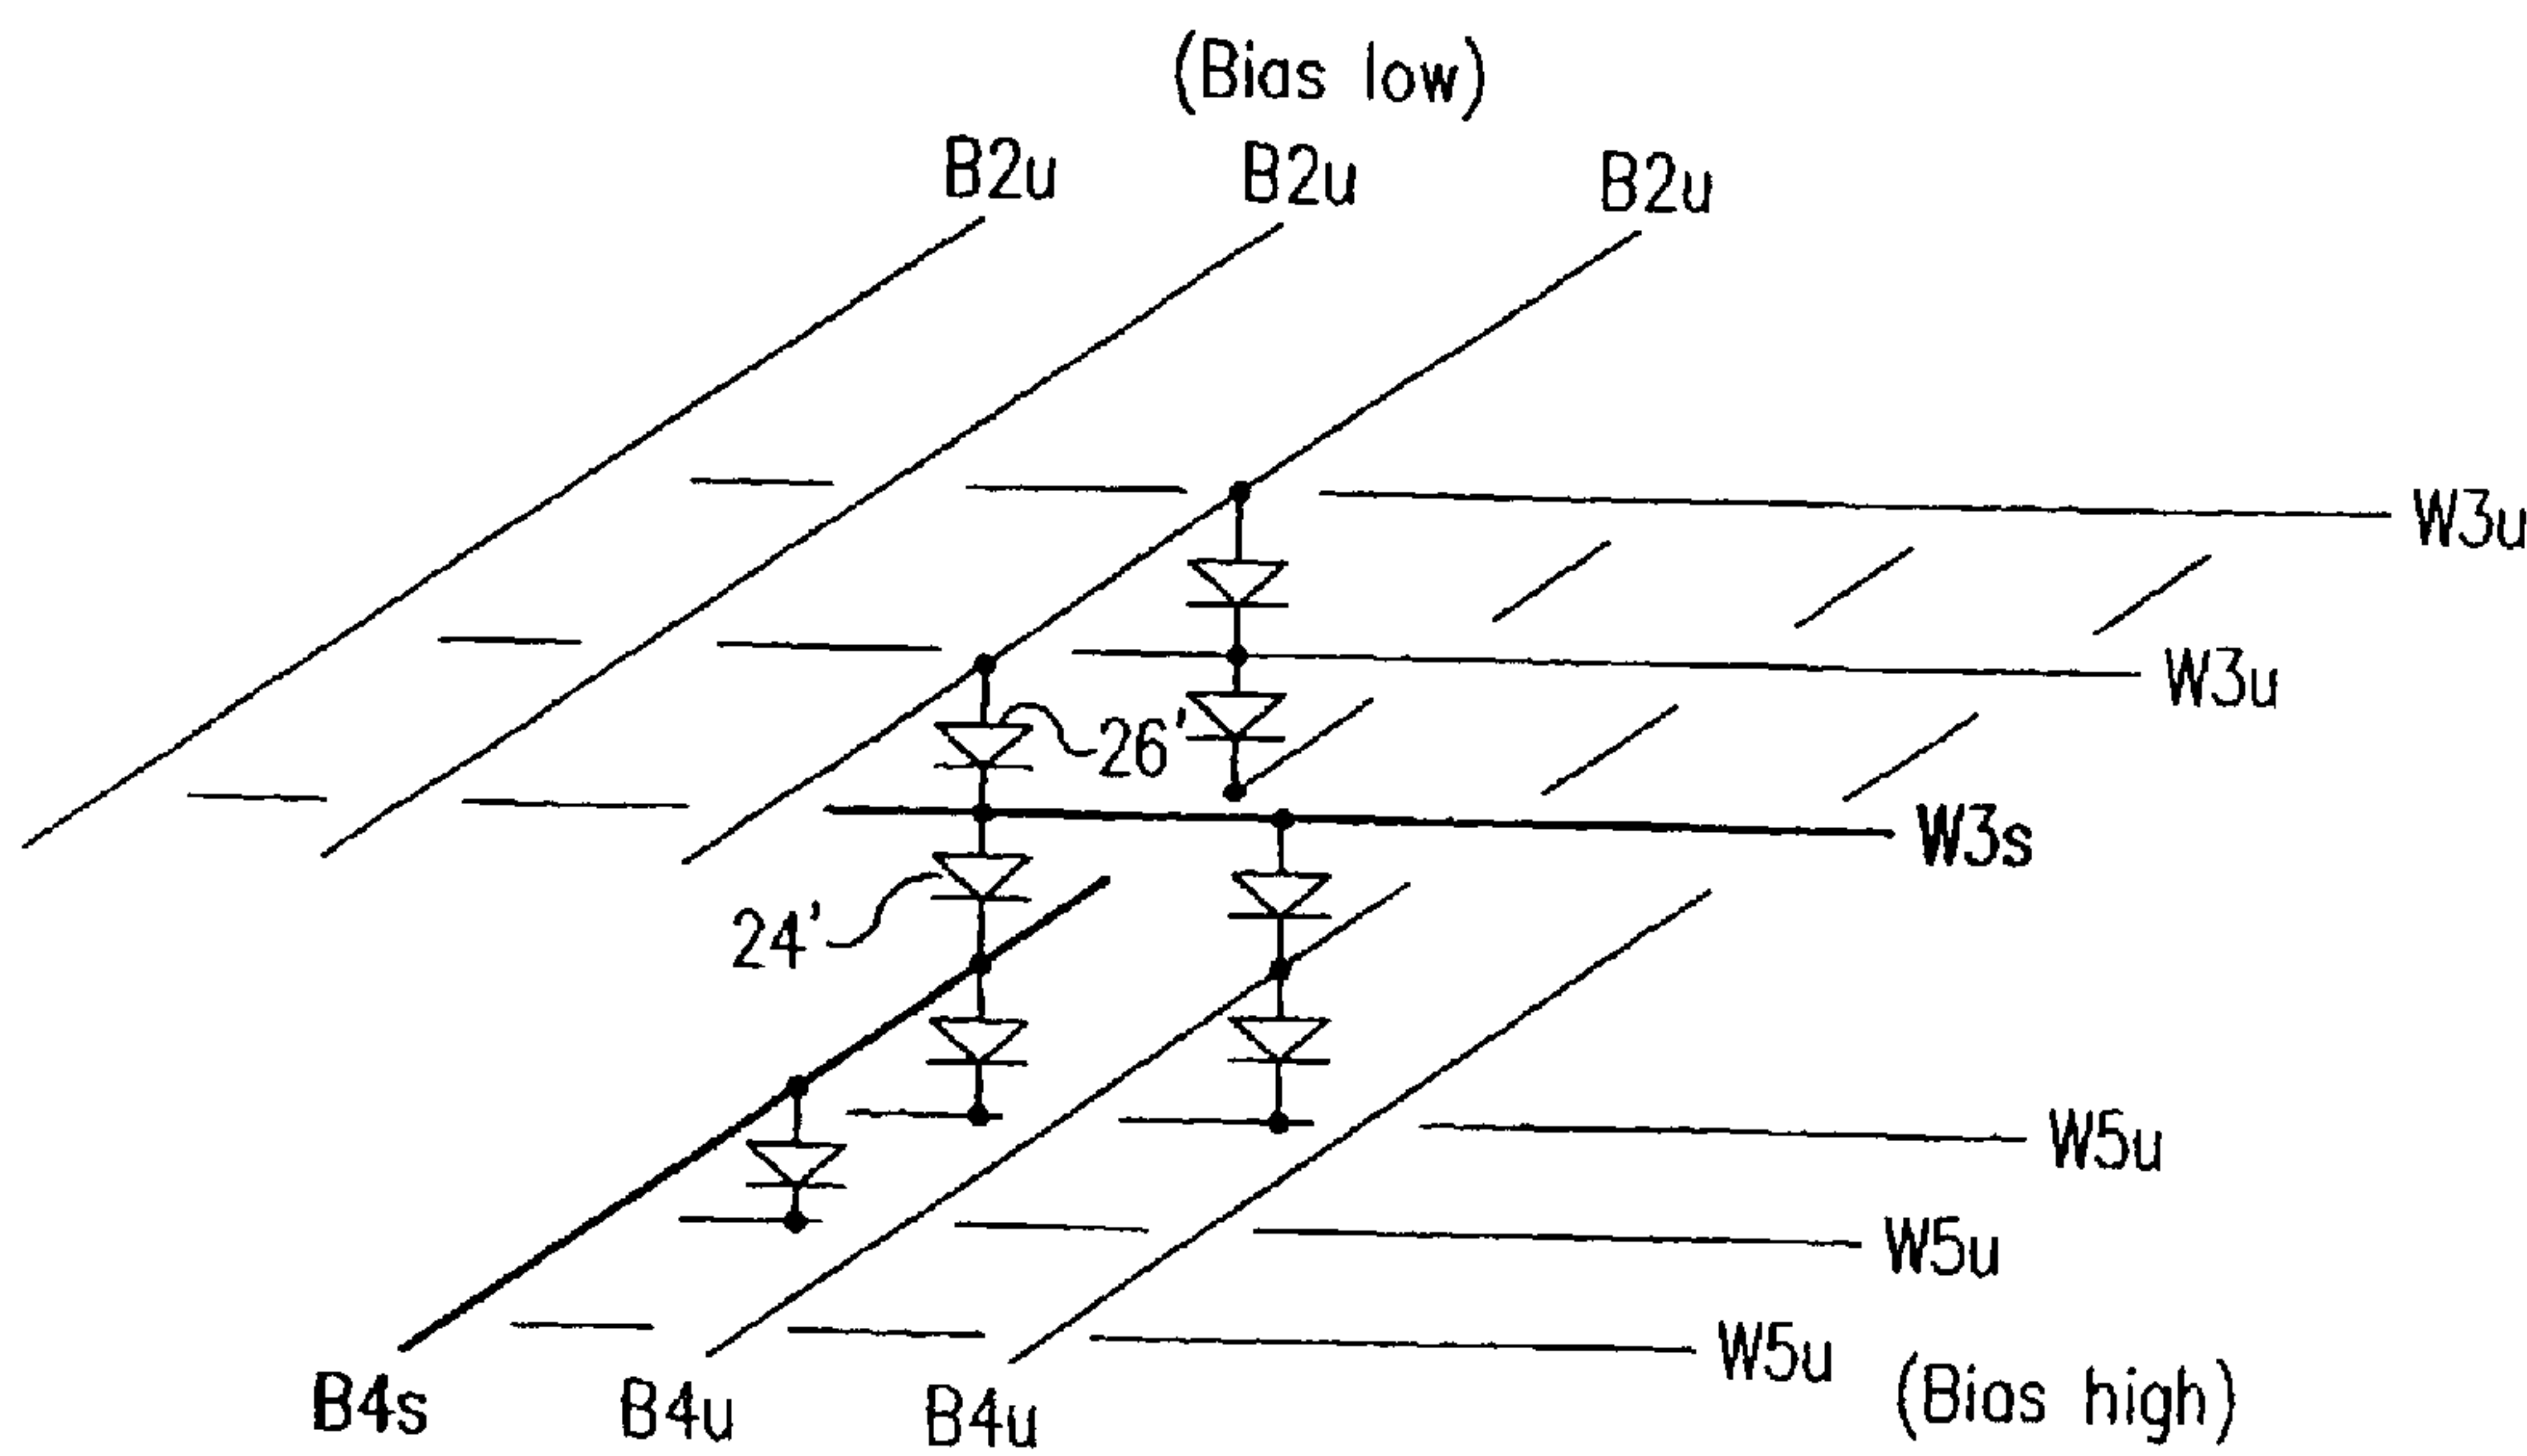 (Bias low)
B2u B2u B2u
W3u
W3u
26'
W3s
24'
W5u
W5u
W5u
B4s B4u B4u (Bias high)